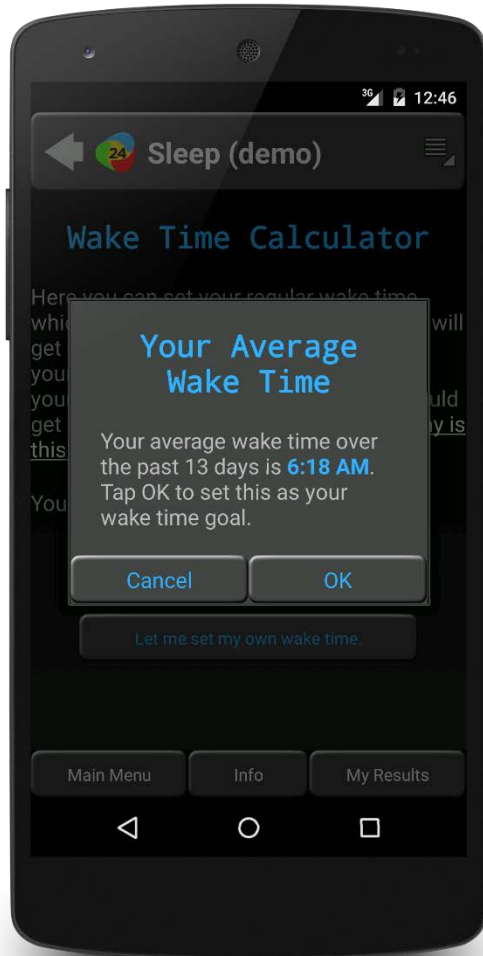 3G 12:46
24 Sleep (demo)
Wake Time Calculator
Here you can set your regular wake time
whic will
get
you
you uld
get y is
this
You
Your Average
Wake Time
Your average wake time over
the past 13 days is 6:18 AM.
Tap OK to set this as your
wake time goal.
Cancel OK
Let me set my own wake time.
Main Menu Info My Results